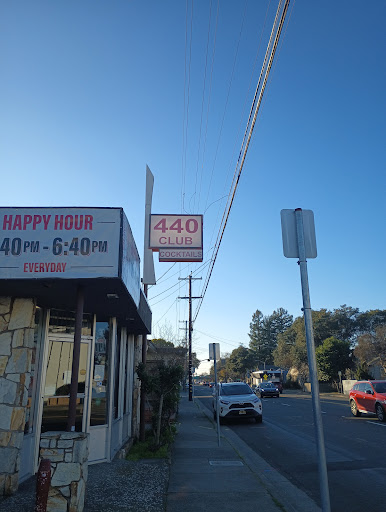 HAPPY HOUR
40PM - 6:40PM
EVERYDAY
440
CLUB
COCKTAILS